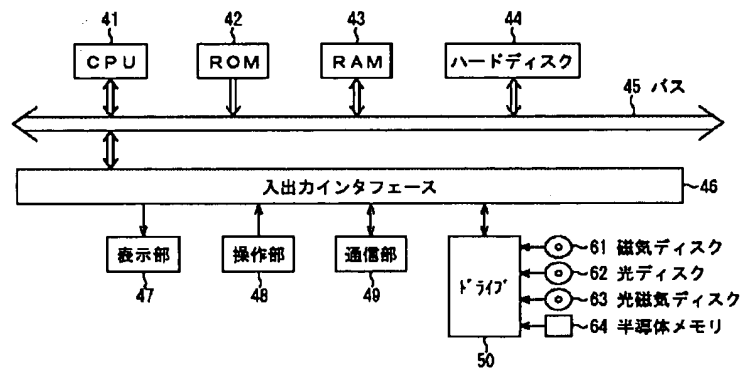 41
42
43
44
CPU
ROM
RAM
ハードディスク
45 バス
入出力インタフェース
46
表示部
操作部
通信部
ドライブ
47
48
49
50
61 磁気ディスク
62 光ディスク
63 光磁気ディスク
64 半導体メモリ